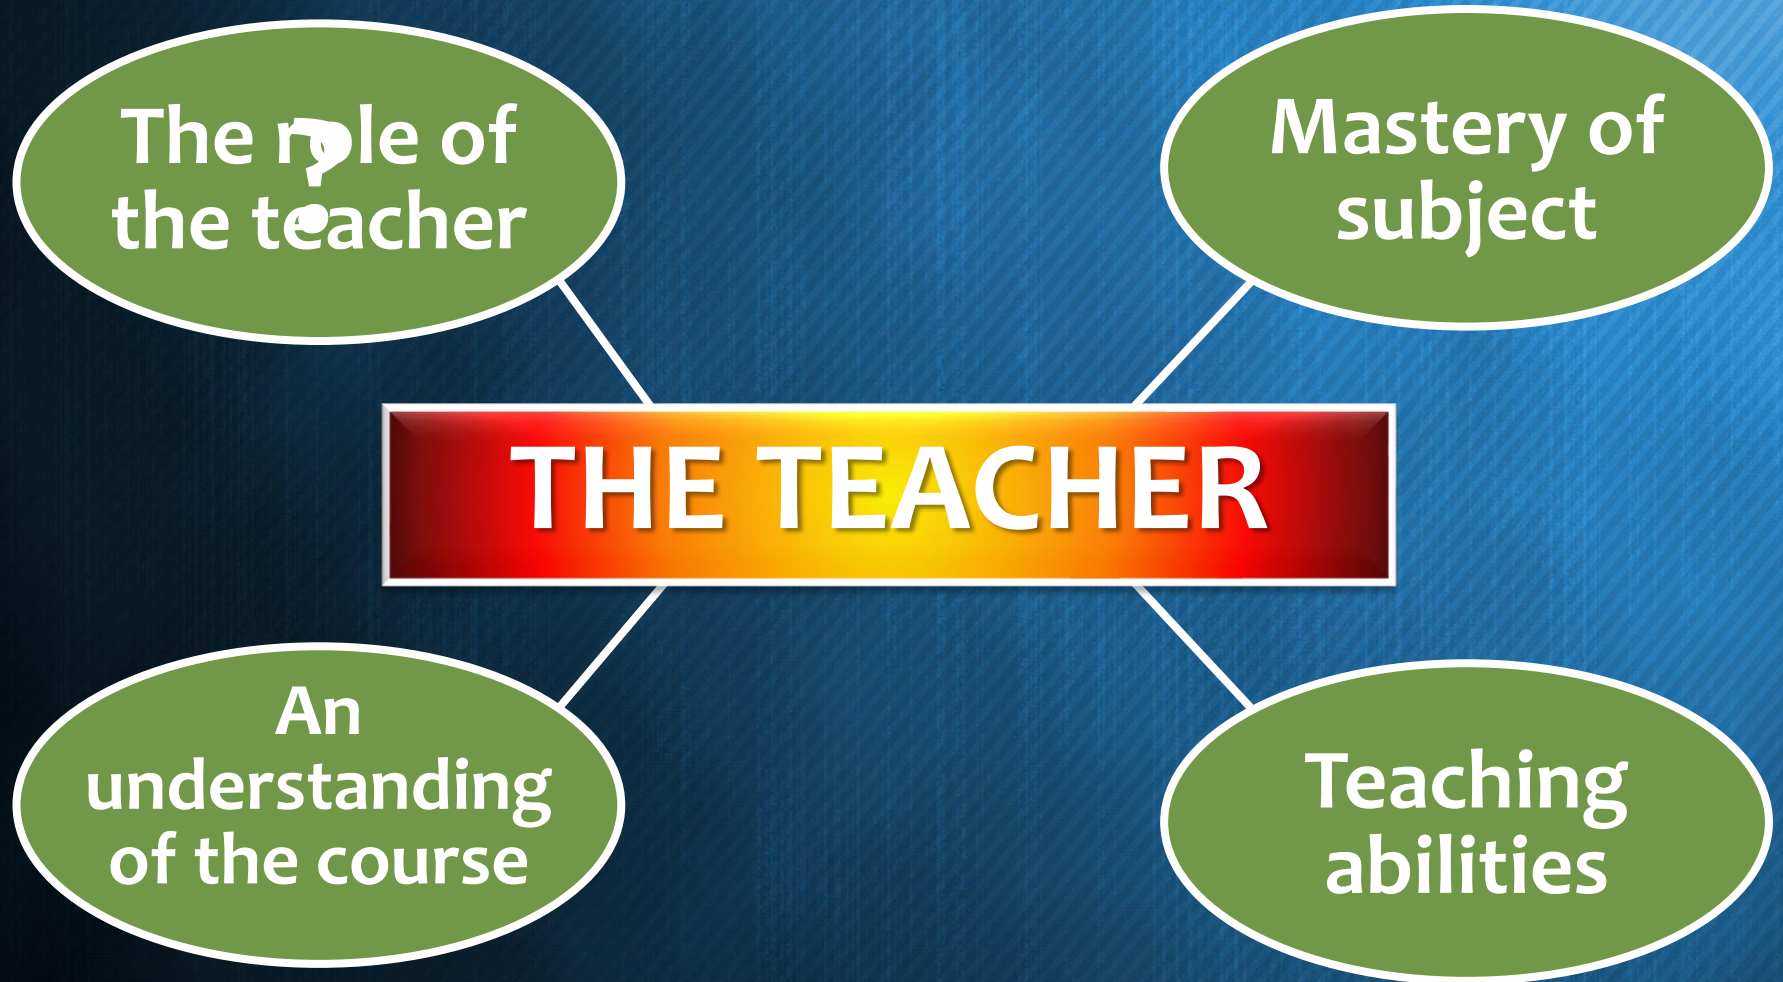 The role of
the teacher
?
Mastery of
subject
THE TEACHER
An
understanding
of the course
Teaching
abilities